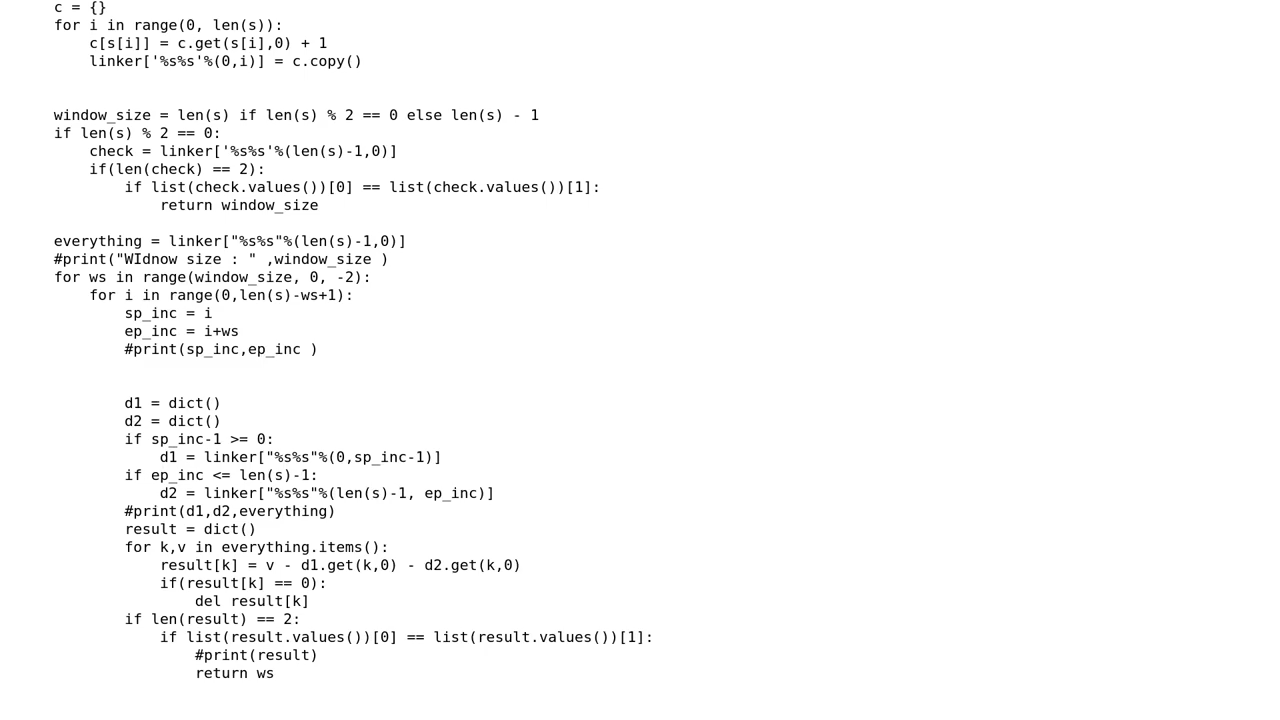 c = {}
for i in range(0, len(s)):
    c[s[i]] = c.get(s[i],0) + 1
    linker['%s%s'%(0,i)] = c.copy()


window_size = len(s) if len(s) % 2 == 0 else len(s) - 1
if len(s) % 2 == 0:
    check = linker['%s%s'%(len(s)-1,0)]
    if(len(check) == 2):
        if list(check.values())[0] == list(check.values())[1]:
            return window_size

everything = linker["%s%s"%(len(s)-1,0)]
#print("WIdnow size : " ,window_size )
for ws in range(window_size, 0, -2):
    for i in range(0,len(s)-ws+1):
        sp_inc = i
        ep_inc = i+ws
        #print(sp_inc,ep_inc )


        d1 = dict()
        d2 = dict()
        if sp_inc-1 >= 0:
            d1 = linker["%s%s"%(0,sp_inc-1)]
        if ep_inc <= len(s)-1:
            d2 = linker["%s%s"%(len(s)-1, ep_inc)]
        #print(d1,d2,everything)
        result = dict()
        for k,v in everything.items():
            result[k] = v - d1.get(k,0) - d2.get(k,0)
            if(result[k] == 0):
                del result[k]
        if len(result) == 2:
            if list(result.values())[0] == list(result.values())[1]:
                #print(result)
                return ws